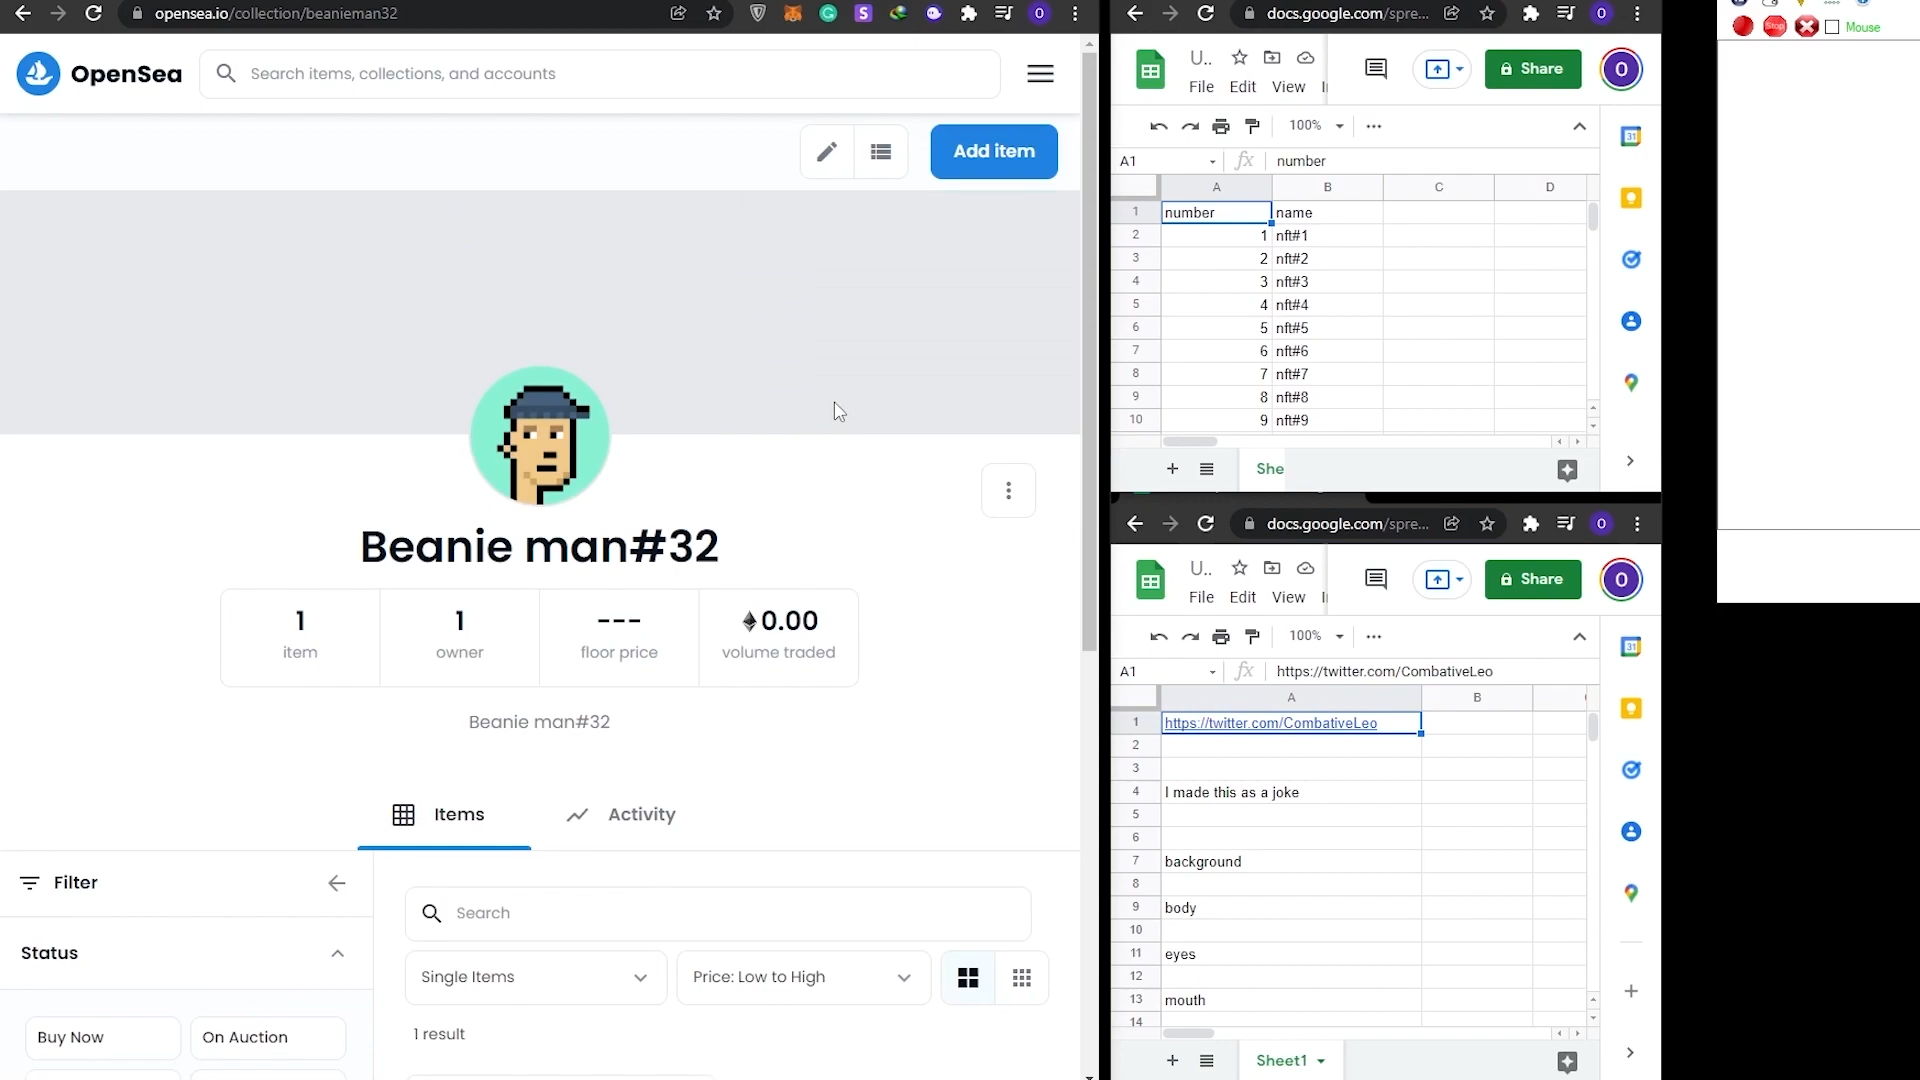 opensea.io/collection/beanieman32
OpenSea
Search items, collections, and accounts
Add item
Beanie man#32
1
item
1
owner
---
floor price
0.00
volume traded
Beanie man#32
Items
Activity
Filter
Status
Buy Now
On Auction
Search
Single Items
Price: Low to High
1 result
docs.google.com/spre...
U..
File Edit View
Share
O
100%
A1
fx
number
A B C D
1 number name
2 1 nft#1
3 2 nft#2
4 3 nft#3
5 4 nft#4
6 5 nft#5
7 6 nft#6
8 7 nft#7
9 8 nft#8
10 9 nft#9
She
docs.google.com/spre...
U..
File Edit View
Share
O
100%
A1
fx
https://twitter.com/CombativeLeo
A B
1 https://twitter.com/CombativeLeo
2
3
4 I made this as a joke
5
6
7 background
8
9 body
10
11 eyes
12
13 mouth
14
Sheet1
Stop
Mouse